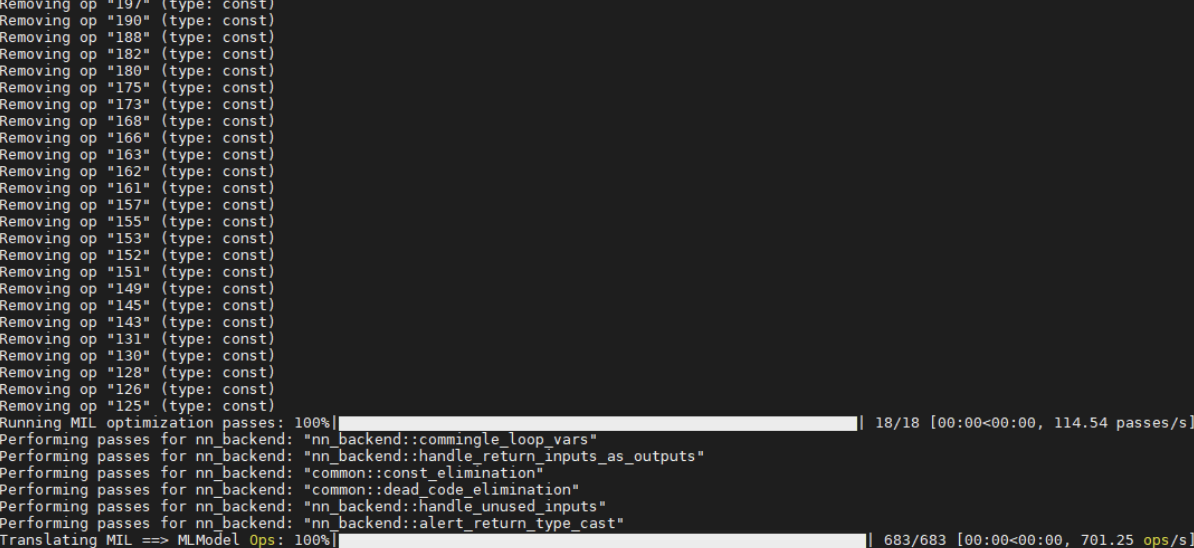 Removing op "197" (type: const)
Removing op "190" (type: const)
Removing op "188" (type: const)
Removing op "182" (type: const)
Removing op "180" (type: const)
Removing op "175" (type: const)
Removing op "173" (type: const)
Removing op "168" (type: const)
Removing op "166" (type: const)
Removing op "163" (type: const)
Removing op "162" (type: const)
Removing op "161" (type: const)
Removing op "157" (type: const)
Removing op "155" (type: const)
Removing op "153" (type: const)
Removing op "152" (type: const)
Removing op "151" (type: const)
Removing op "149" (type: const)
Removing op "145" (type: const)
Removing op "143" (type: const)
Removing op "131" (type: const)
Removing op "130" (type: const)
Removing op "128" (type: const)
Removing op "126" (type: const)
Removing op "125" (type: const)
Running MIL optimization passes: 100%| | 18/18 [00:00<00:00, 114.54 passes/s]
Performing passes for nn_backend: "nn_backend::commingle_loop_vars"
Performing passes for nn_backend: "nn_backend::handle_return_inputs_as_outputs"
Performing passes for nn_backend: "common::const_elimination"
Performing passes for nn_backend: "common::dead_code_elimination"
Performing passes for nn_backend: "nn_backend::handle_unused_inputs"
Performing passes for nn_backend: "nn_backend::alert_return_type_cast"
Translating MIL ==> MLModel Ops: 100%| | 683/683 [00:00<00:00, 701.25 ops/s]